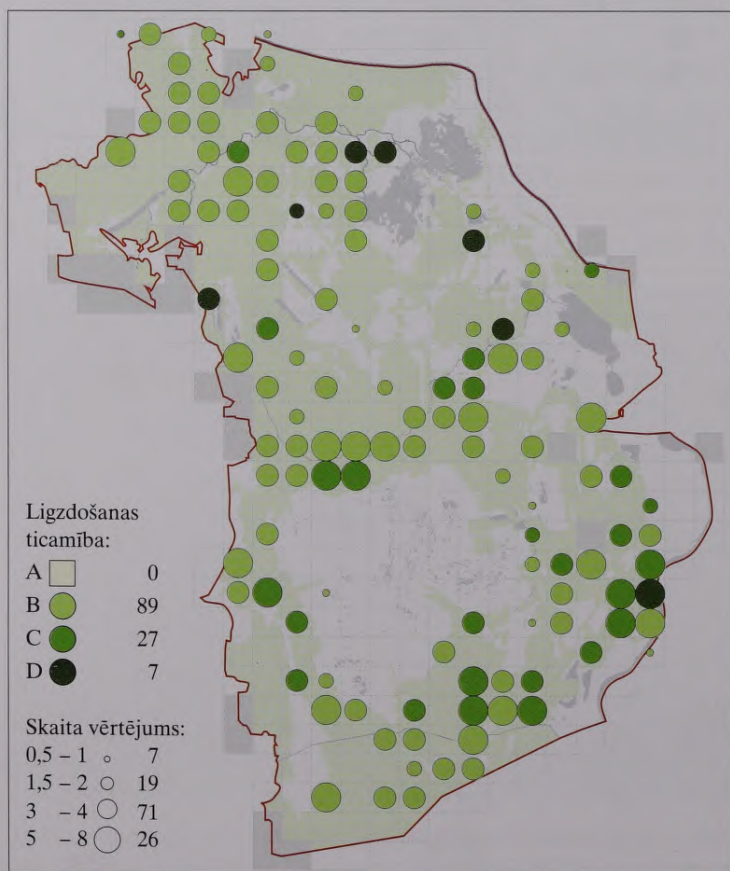 Ligzdošanas
ticamība:
A 0
B 89
C 27
D 7
Skaita vērtējums:
0,5 – 1 7
1,5 – 2 19
3 – 4 71
5 – 8 26